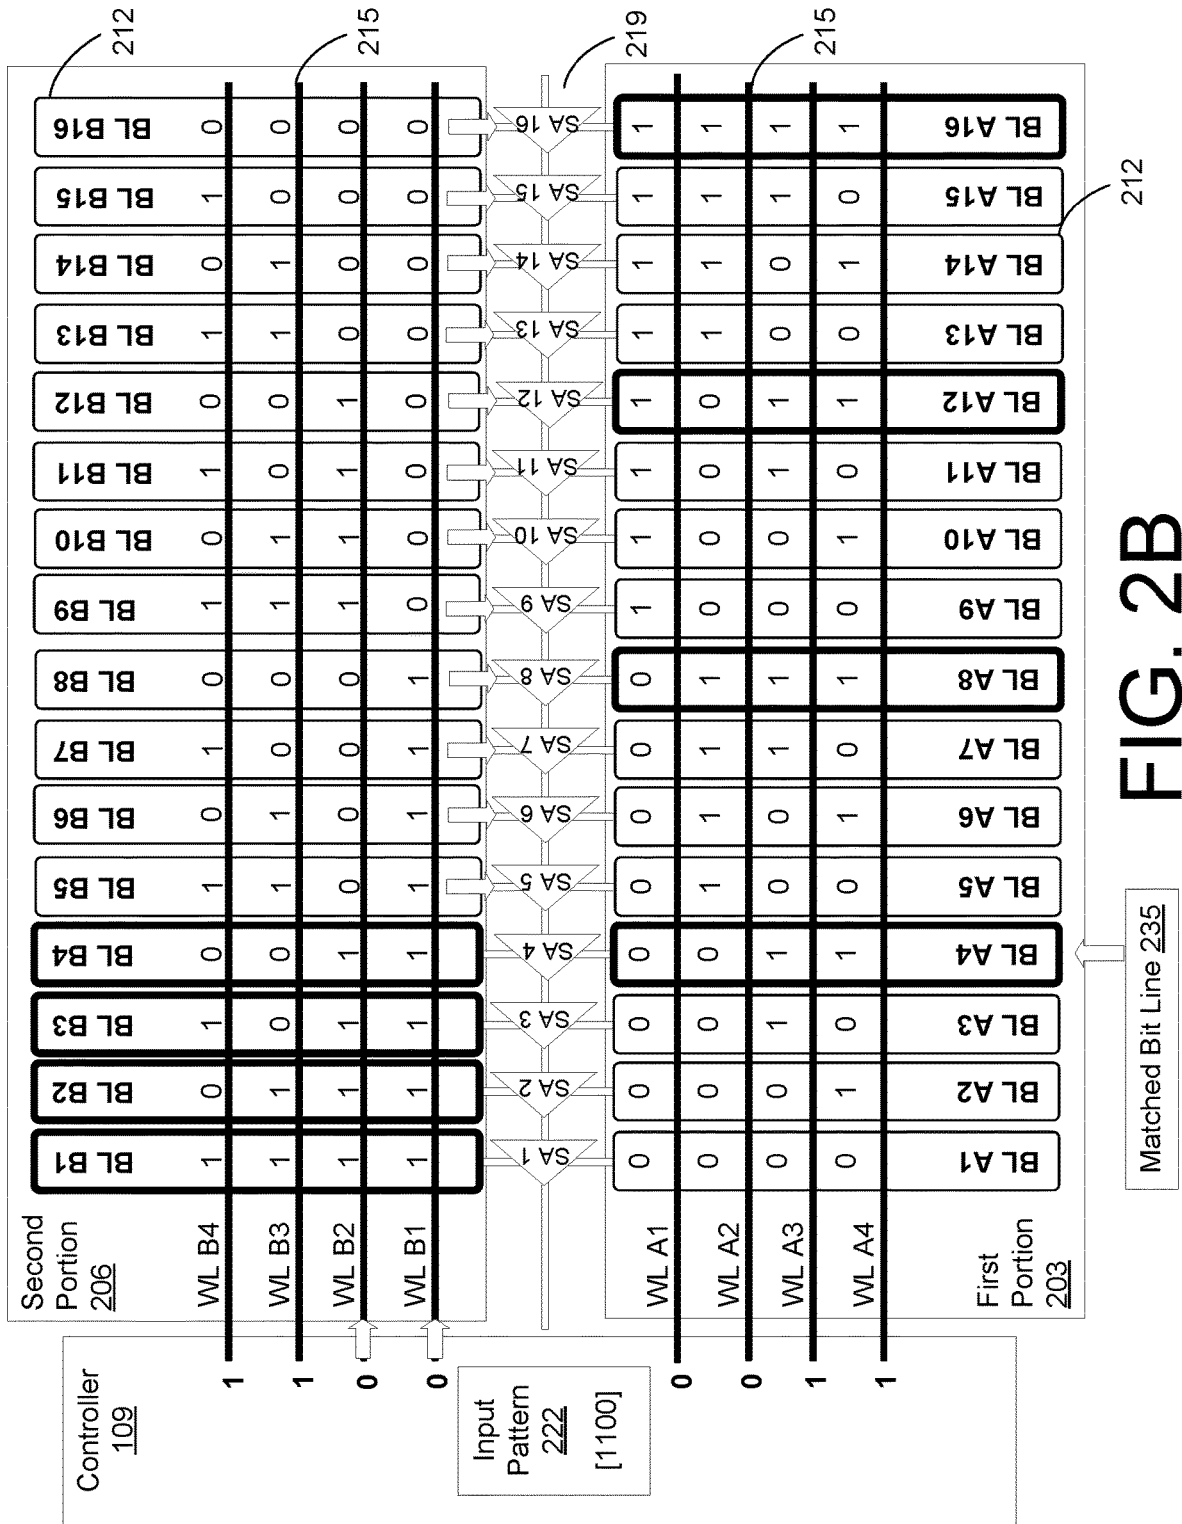 Controller
109
Second
Portion
206
BL B1
BL B2
BL B3
BL B4
BL B5
BL B6
BL B7
BL B8
BL B9
BL B10
BL B11
BL B12
BL B13
BL B14
BL B15
BL B16
212
1 WL B4 1 0 1 0 1 0 1 0 1 0 1 0 1 0 1 0
1 WL B3 1 1 0 0 1 1 0 0 1 1 0 0 1 1 0 0
215
0 WL B2 1 1 1 1 0 0 0 0 1 1 1 1 0 0 0 0
0 WL B1 1 1 1 1 1 1 1 1 0 0 0 0 0 0 0 0
Input
Pattern
222
[1100]
SA 1
SA 2
SA 3
SA 4
SA 5
SA 6
SA 7
SA 8
SA 9
SA 10
SA 11
SA 12
SA 13
SA 14
SA 15
SA 16
219
0 WL A1 0 0 0 0 0 0 0 0 1 1 1 1 1 1 1 1
0 WL A2 0 0 0 0 1 1 1 1 0 0 0 0 1 1 1 1
215
1 WL A3 0 0 1 1 0 0 1 1 0 0 1 1 0 0 1 1
1 WL A4 0 1 0 1 0 1 0 1 0 1 0 1 0 1 0 1
First
Portion
203
BL A1
BL A2
BL A3
BL A4
BL A5
BL A6
BL A7
BL A8
BL A9
BL A10
BL A11
BL A12
BL A13
BL A14
BL A15
BL A16
212
Matched Bit Line 235
FIG. 2B